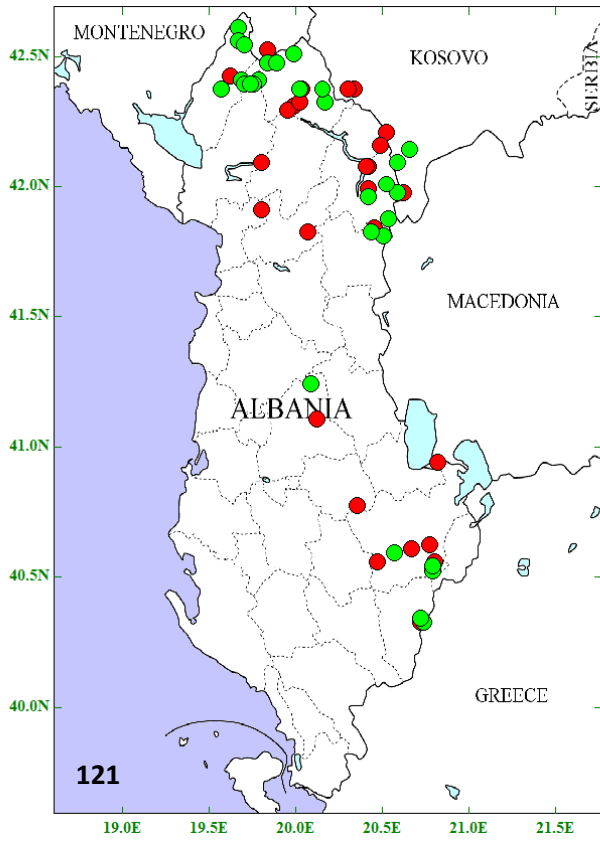 MONTENEGRO
42.5N
KOSOVO
SERBIA
42.0N
41.5N
MACEDONIA
ALBANIA
41.0N
40.5N
40.0N
GREECE
121
19.0E 19.5E 20.0E 20.5E 21.0E 21.5E